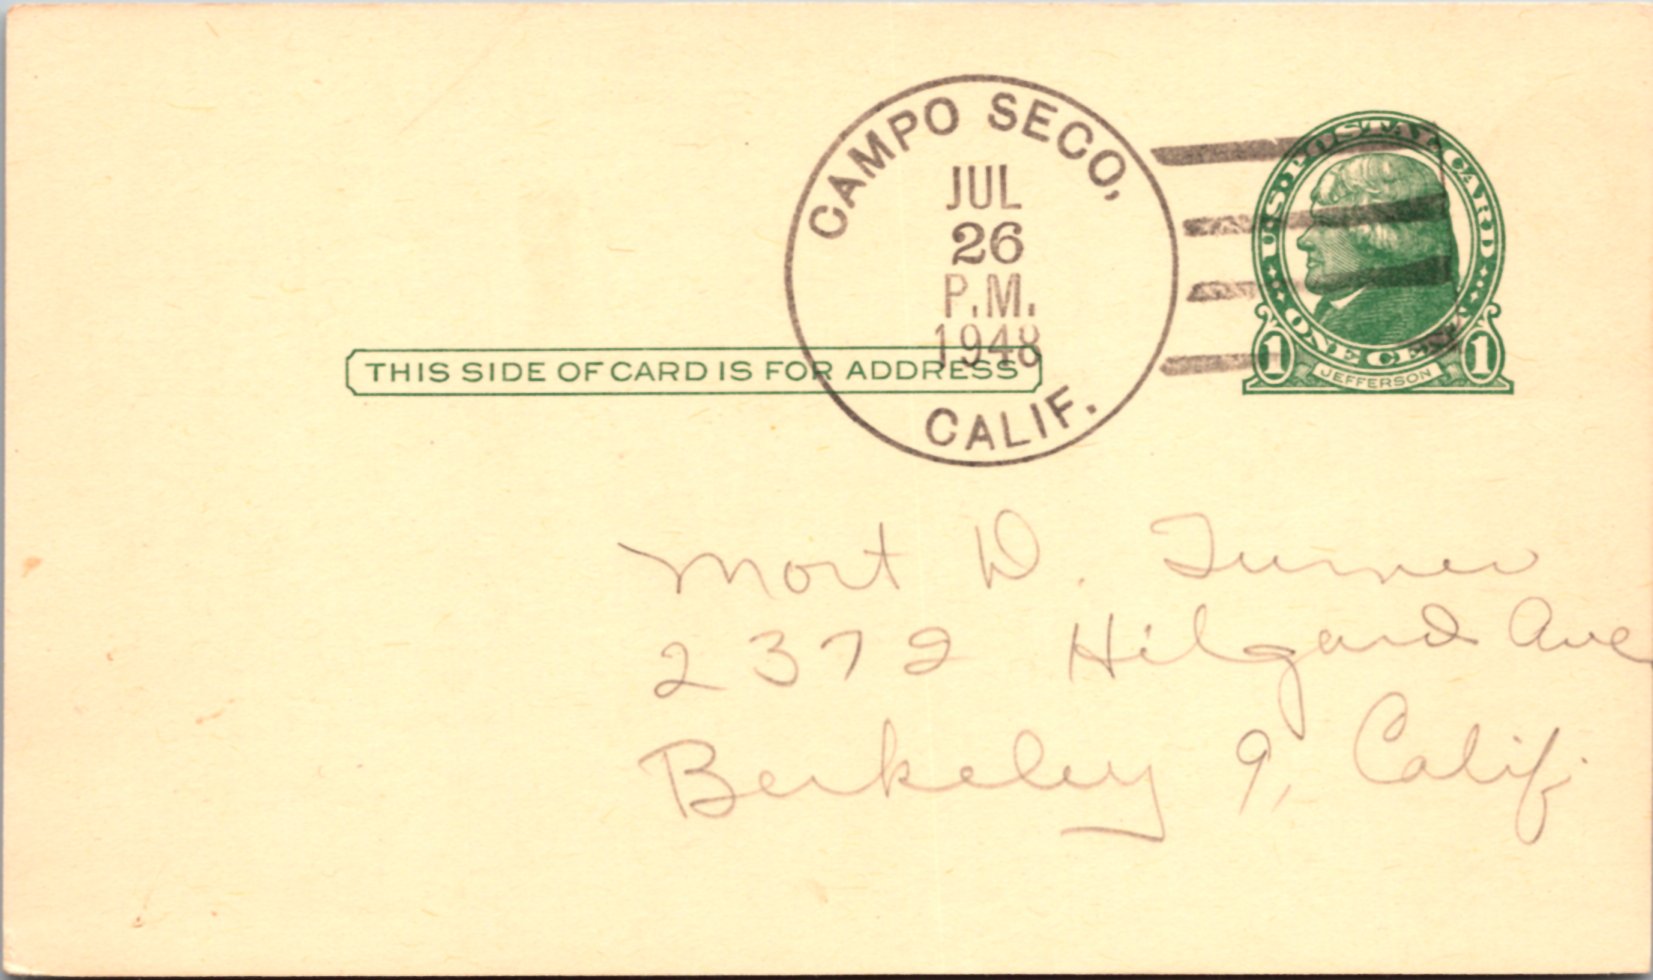 CAMPO SECO,
JUL
26
P.M.
1948
CALIF.
U.S. POSTAL CARD
ONE CENT
1 JEFFERSON 1
THIS SIDE OF CARD IS FOR ADDRESS
Mort D. Turner
2372 Hilgard Ave
Berkeley 9, Calif.